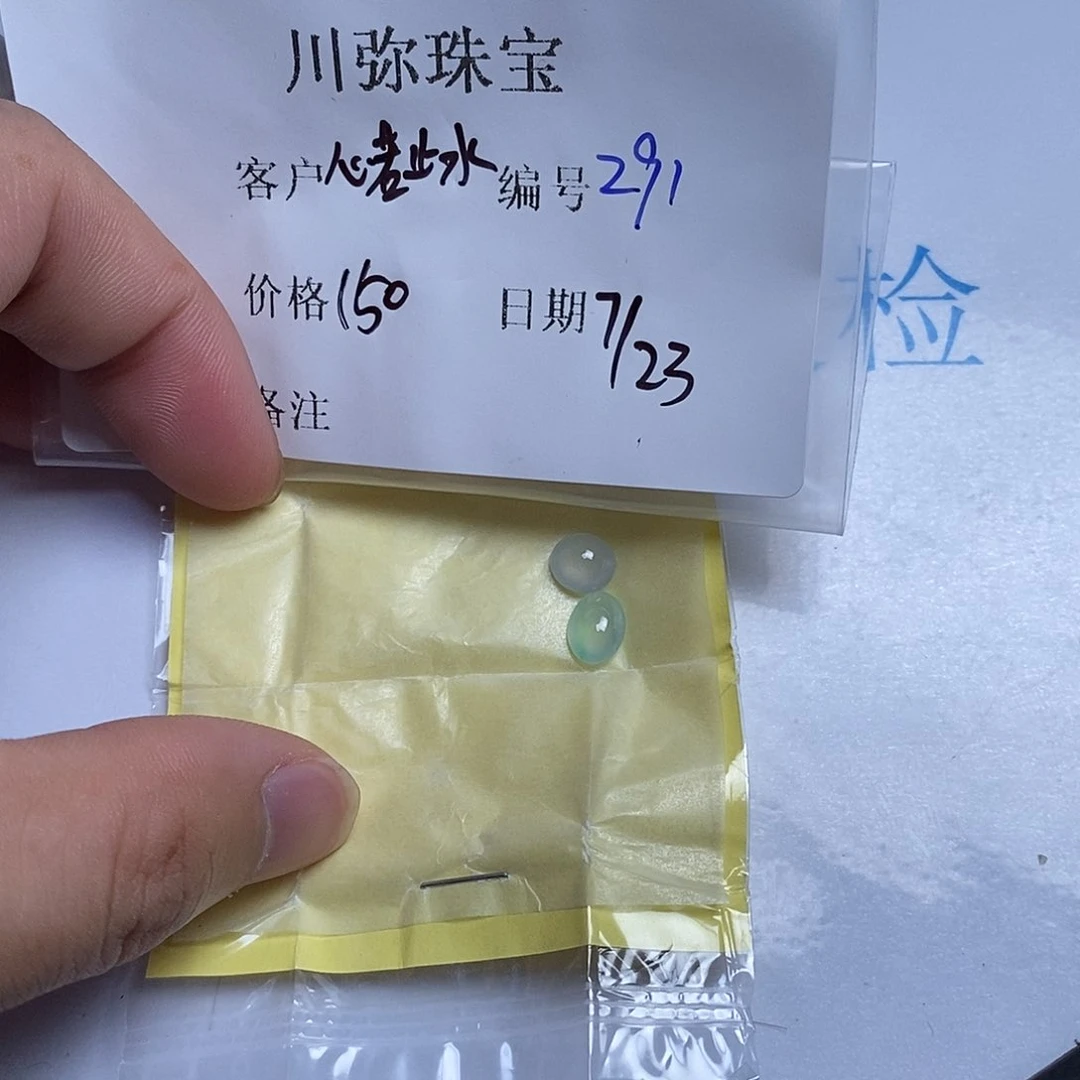 川弥珠宝
客户心若止水 编号291
价格150 日期7/23
备注
检